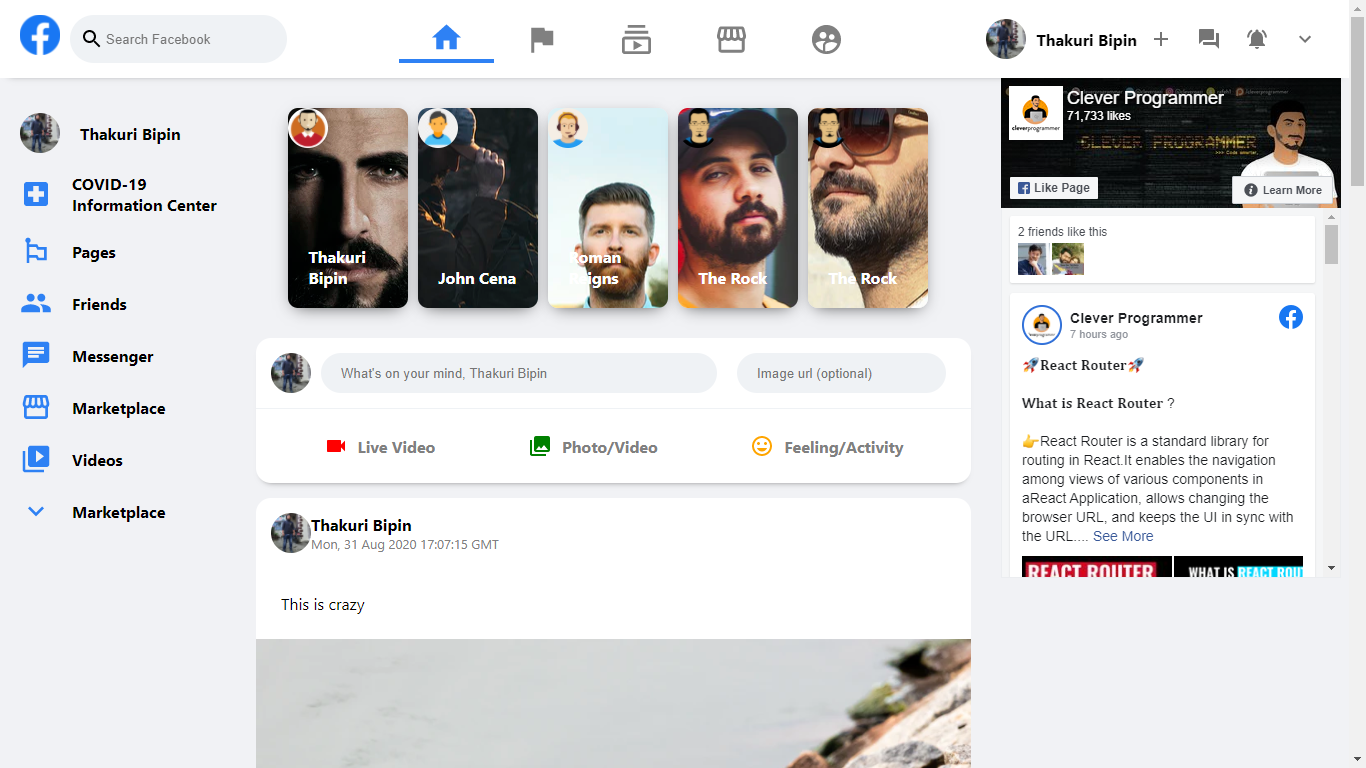 Search Facebook
Thakuri Bipin
Thakuri Bipin
COVID-19
Information Center
Pages
Friends
Messenger
Marketplace
Videos
Marketplace
Thakuri
Bipin
John Cena
Roman
Reigns
The Rock
The Rock
What's on your mind, Thakuri Bipin
Image url (optional)
Live Video
Photo/Video
Feeling/Activity
Thakuri Bipin
Mon, 31 Aug 2020 17:07:15 GMT
This is crazy
Clever Programmer
71,733 likes
cleverprogrammer
CLEVER PROGRAMMER
Like Page
Learn More
2 friends like this
Clever Programmer
7 hours ago
🚀React Router🚀
What is React Router ?
👉React Router is a standard library for
routing in React.It enables the navigation
among views of various components in
aReact Application, allows changing the
browser URL, and keeps the UI in sync with
the URL.... See More
REACT ROUTER
WHAT IS REACT ROUT